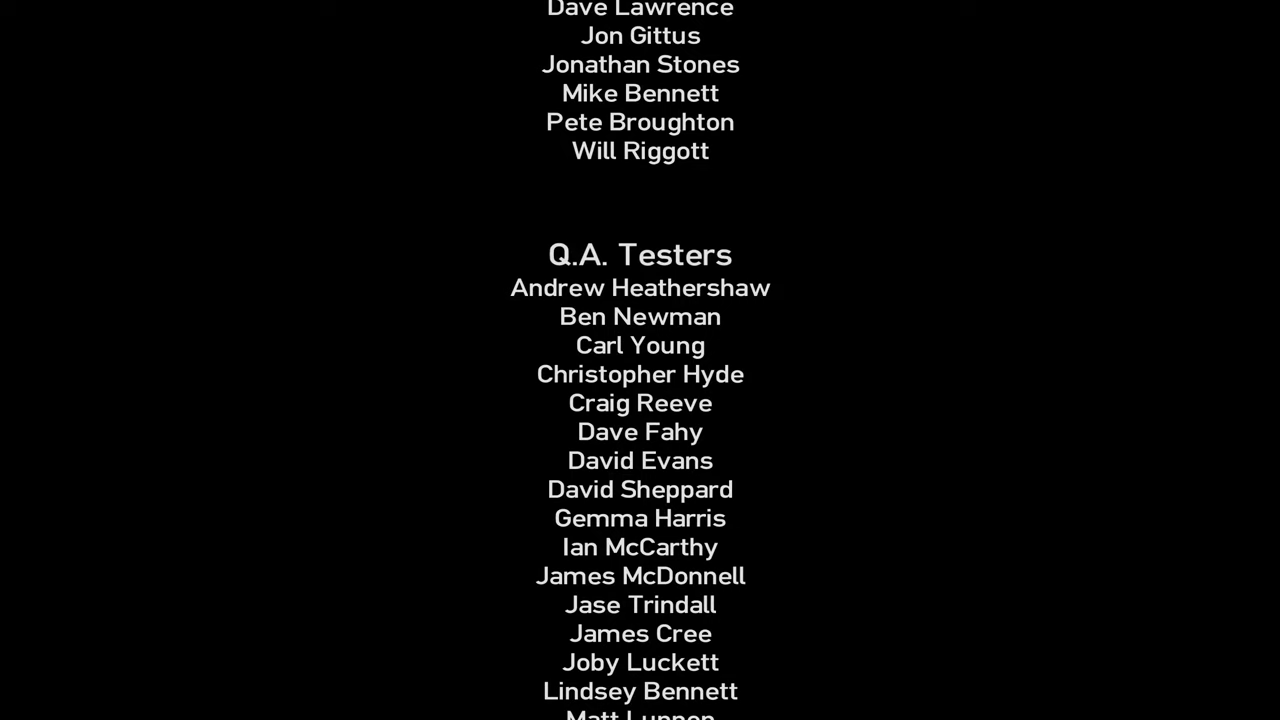 Dave Lawrence
Jon Gittus
Jonathan Stones
Mike Bennett
Pete Broughton
Will Riggott
Q.A. Testers
Andrew Heathershaw
Ben Newman
Carl Young
Christopher Hyde
Craig Reeve
Dave Fahy
David Evans
David Sheppard
Gemma Harris
Ian McCarthy
James McDonnell
Jase Trindall
James Cree
Joby Luckett
Lindsey Bennett
Matt